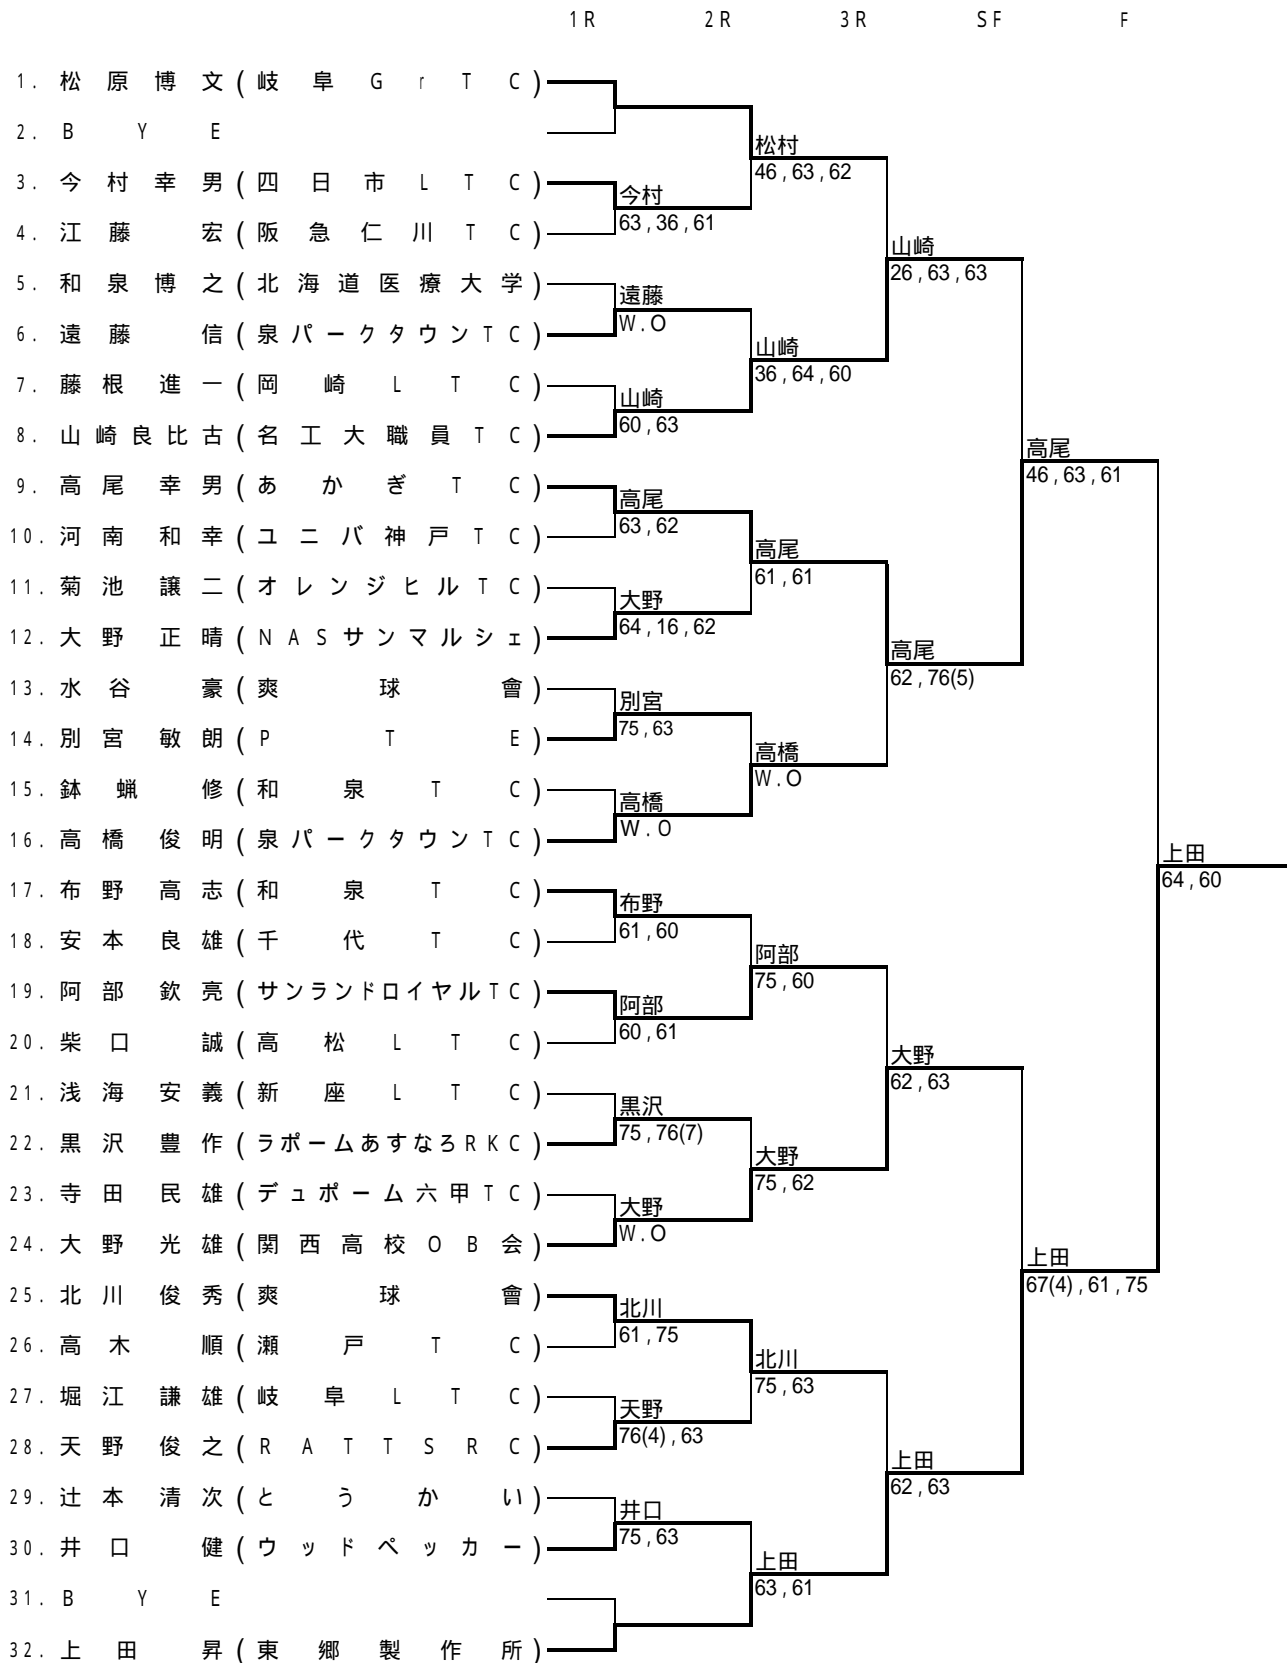 1R 2R 3R SF F
1. 松原博文(岐阜GrTC)
2. BYE
松村
46,63,62
3. 今村幸男(四日市LTC)
今村
63,36,61
4. 江藤宏(阪急仁川TC)
山崎
26,63,63
5. 和泉博之(北海道医療大学)
遠藤
W.O
6. 遠藤信(泉パークタウンTC)
山崎
36,64,60
7. 藤根進一(岡崎LTC)
山崎
60,63
8. 山崎良比古(名工大職員TC)
高尾
46,63,61
9. 高尾幸男(あかぎTC)
高尾
63,62
10. 河南和幸(ユニバ神戸TC)
高尾
61,61
11. 菊池譲二(オレンジヒルTC)
大野
64,16,62
12. 大野正晴(NASサンマルシェ)
高尾
62,76(5)
13. 水谷豪(爽球會)
別宮
75,63
14. 別宮敏朗(PTE)
高橋
W.O
15. 鉢蝋修(和泉TC)
高橋
W.O
16. 高橋俊明(泉パークタウンTC)
上田
64,60
17. 布野高志(和泉TC)
布野
61,60
18. 安本良雄(千代TC)
阿部
75,60
19. 阿部欽亮(サンランドロイヤルTC)
阿部
60,61
20. 柴口誠(高松LTC)
大野
62,63
21. 浅海安義(新座LTC)
黒沢
75,76(7)
22. 黒沢豊作(ラポームあすなろRKC)
大野
75,62
23. 寺田民雄(デュポーム六甲TC)
大野
W.O
24. 大野光雄(関西高校OB会)
上田
67(4),61,75
25. 北川俊秀(爽球會)
北川
61,75
26. 高木順(瀬戸TC)
北川
75,63
27. 堀江謙雄(岐阜LTC)
天野
76(4),63
28. 天野俊之(RATTSRC)
上田
62,63
29. 辻本清次(とうかい)
井口
75,63
30. 井口健(ウッドペッカー)
上田
63,61
31. BYE
32. 上田昇(東郷製作所)